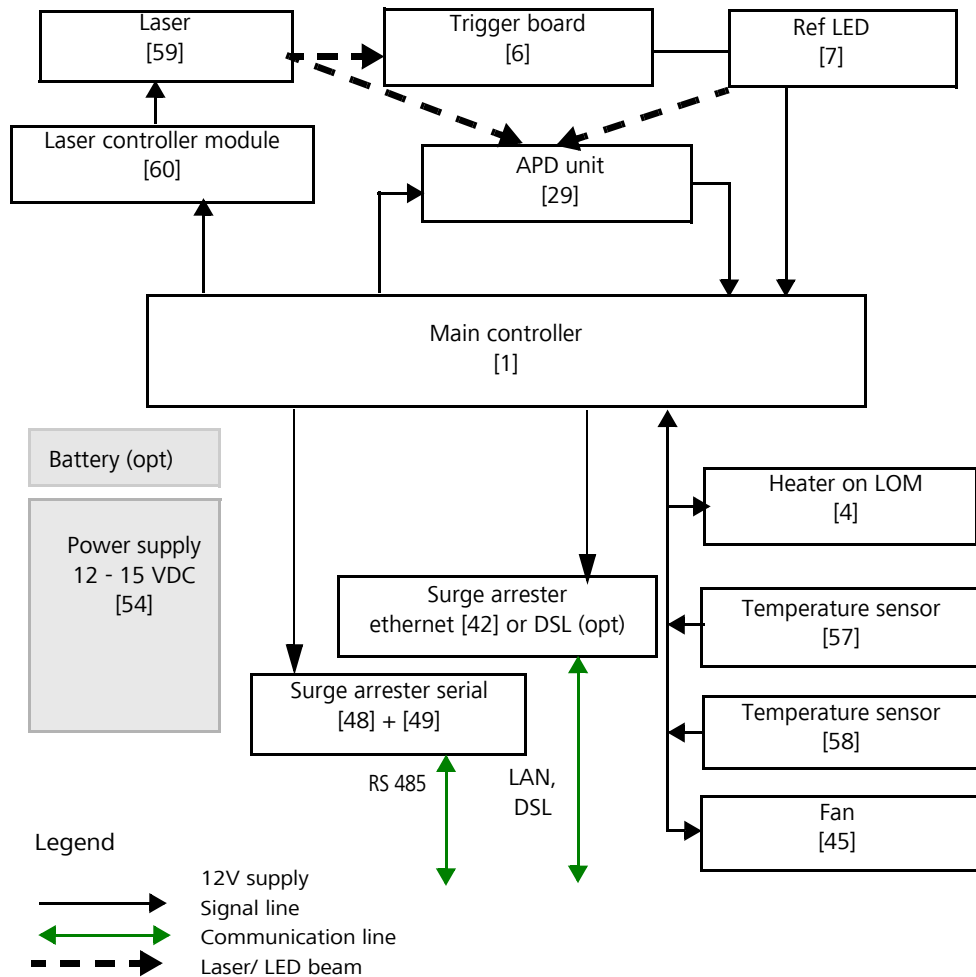 Laser
[59]
Trigger board
[6]
Ref LED
[7]
Laser controller module
[60]
APD unit
[29]
Main controller
[1]
Battery (opt)
Power supply
12 - 15 VDC
[54]
Heater on LOM
[4]
Surge arrester
ethernet [42] or DSL (opt)
Temperature sensor
[57]
Surge arrester serial
[48] + [49]
Temperature sensor
[58]
RS 485
LAN,
DSL
Fan
[45]
Legend
12V supply
Signal line
Communication line
Laser/ LED beam